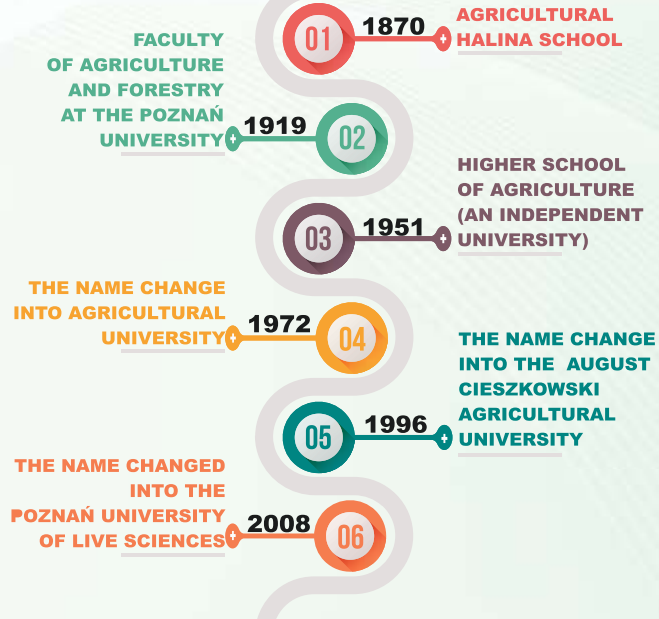 01
1870
AGRICULTURAL
HALINA SCHOOL
FACULTY
OF AGRICULTURE
AND FORESTRY
AT THE POZNAŃ
UNIVERSITY
1919
02
03
1951
HIGHER SCHOOL
OF AGRICULTURE
(AN INDEPENDENT
UNIVERSITY)
THE NAME CHANGE
INTO AGRICULTURAL
UNIVERSITY
1972
04
05
1996
THE NAME CHANGE
INTO THE AUGUST
CIESZKOWSKI
AGRICULTURAL
UNIVERSITY
THE NAME CHANGED
INTO THE
POZNAŃ UNIVERSITY
OF LIVE SCIENCES
2008
06